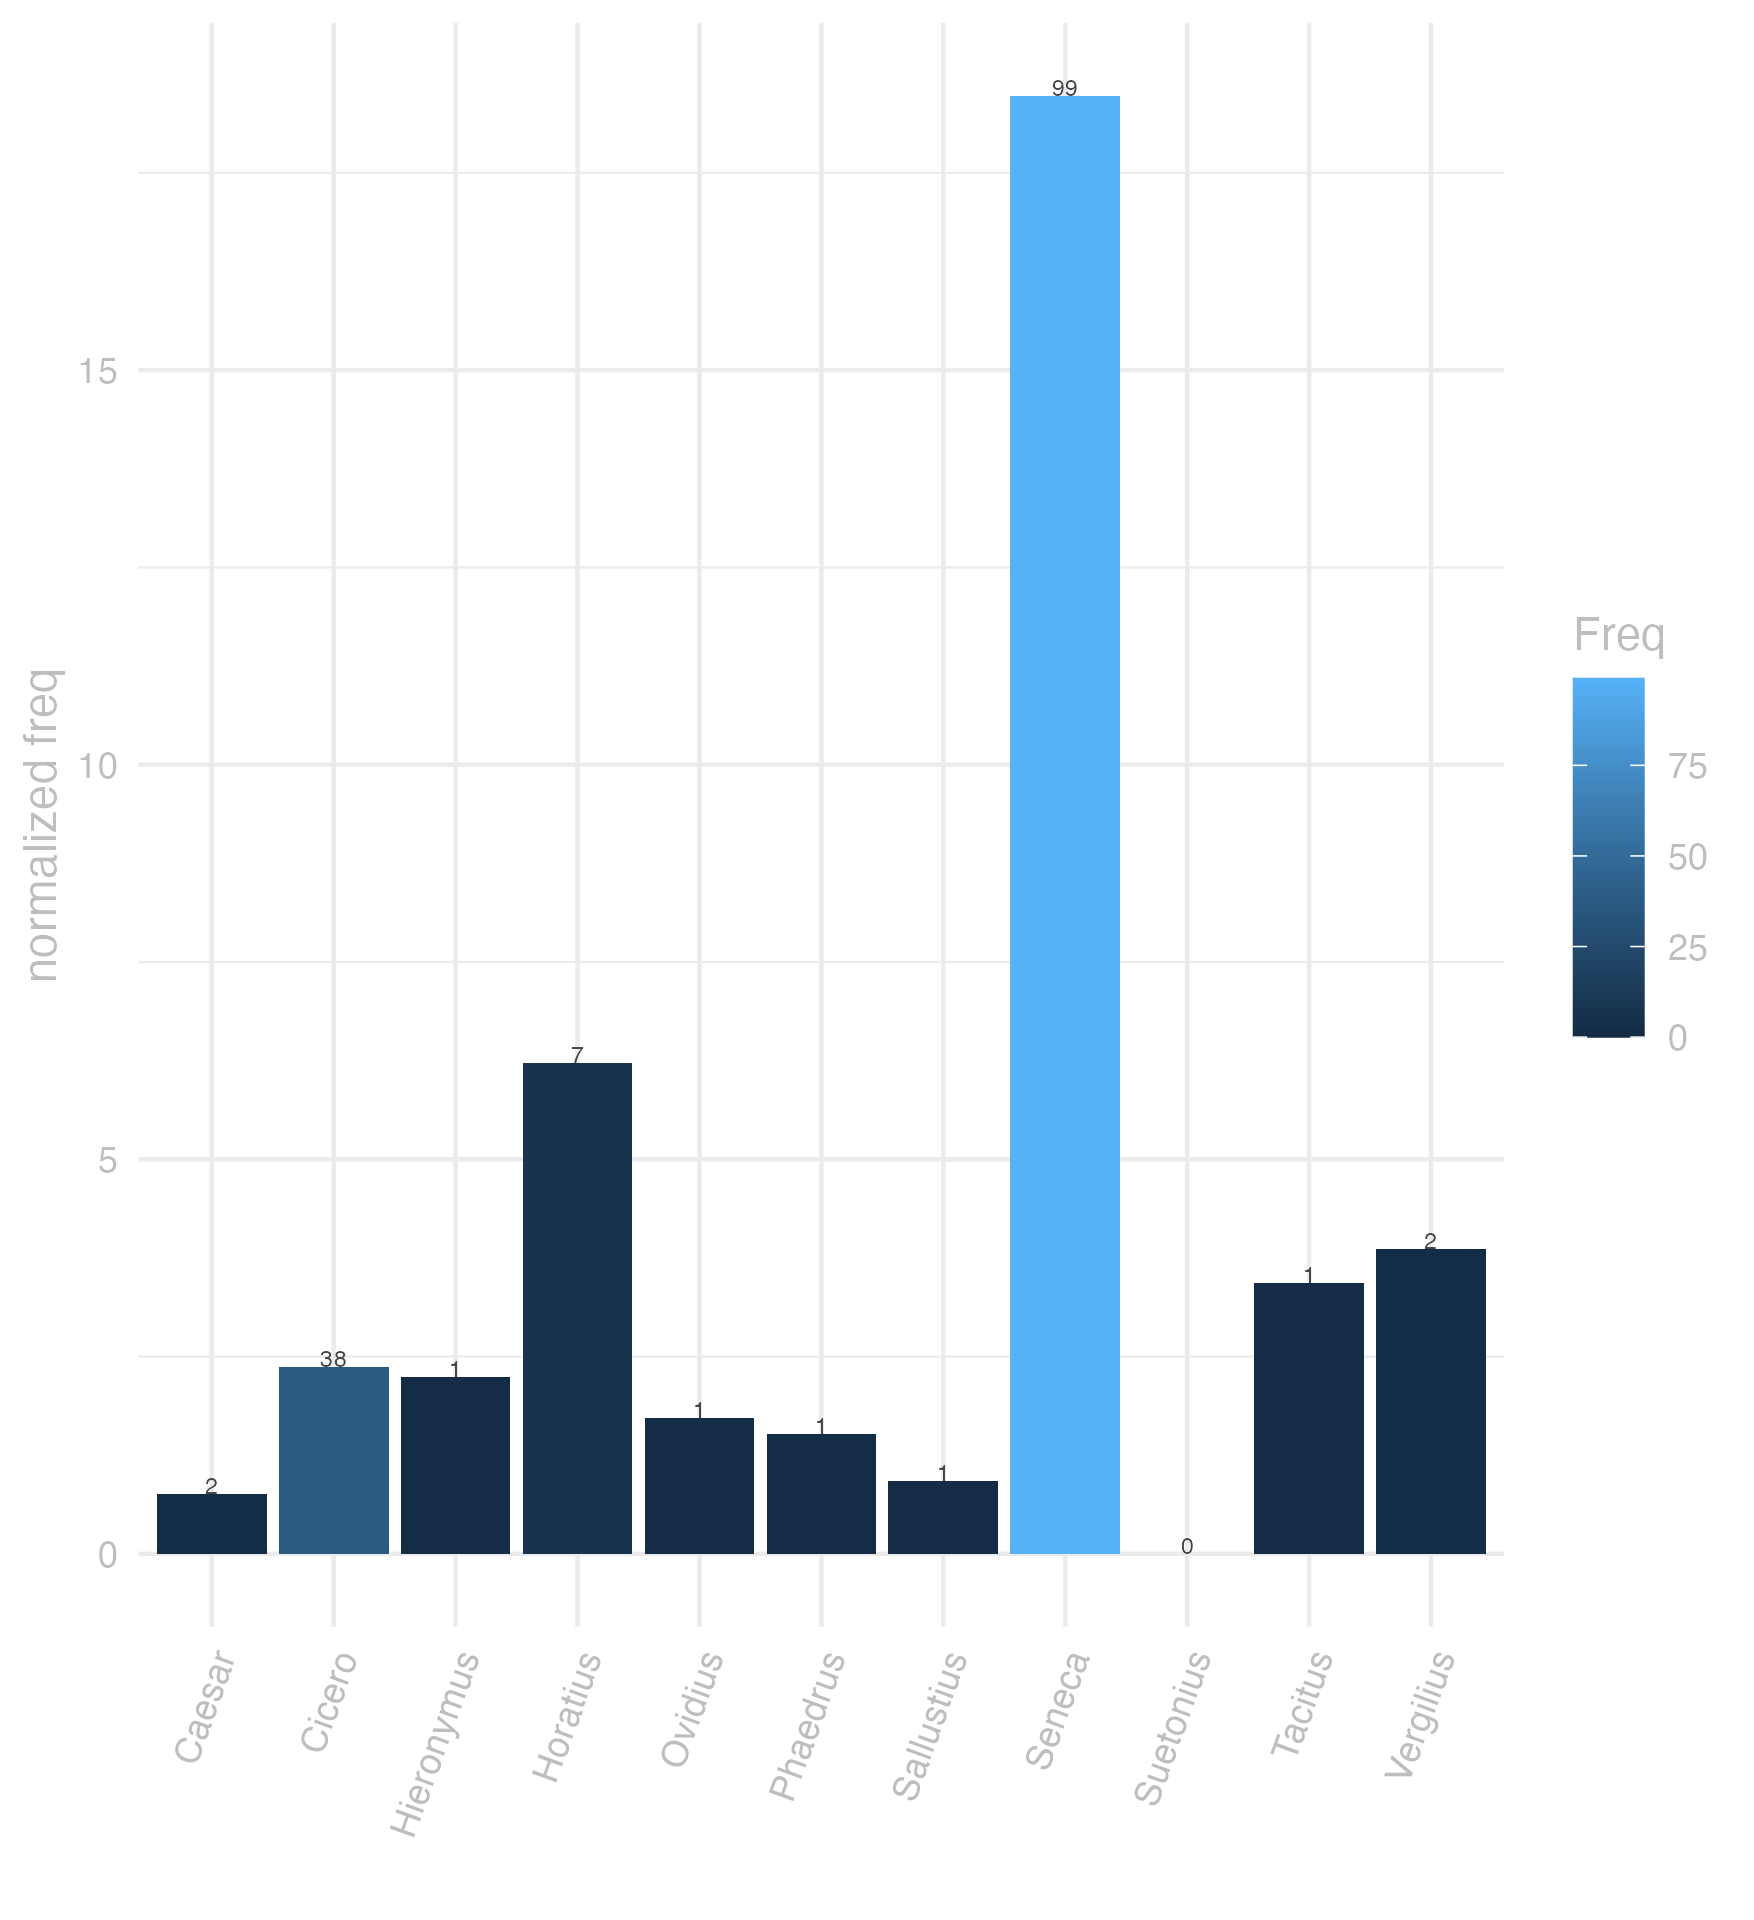 99
15
Freq
normalized freq
10
75
50
25
7
0
5
2
1
38
1
1
1
1
2
0
0
Caesar
Cicero
Hieronymus
Horatius
Ovidius
Phaedrus
Sallustius
Seneca
Suetonius
Tacitus
Vergilius